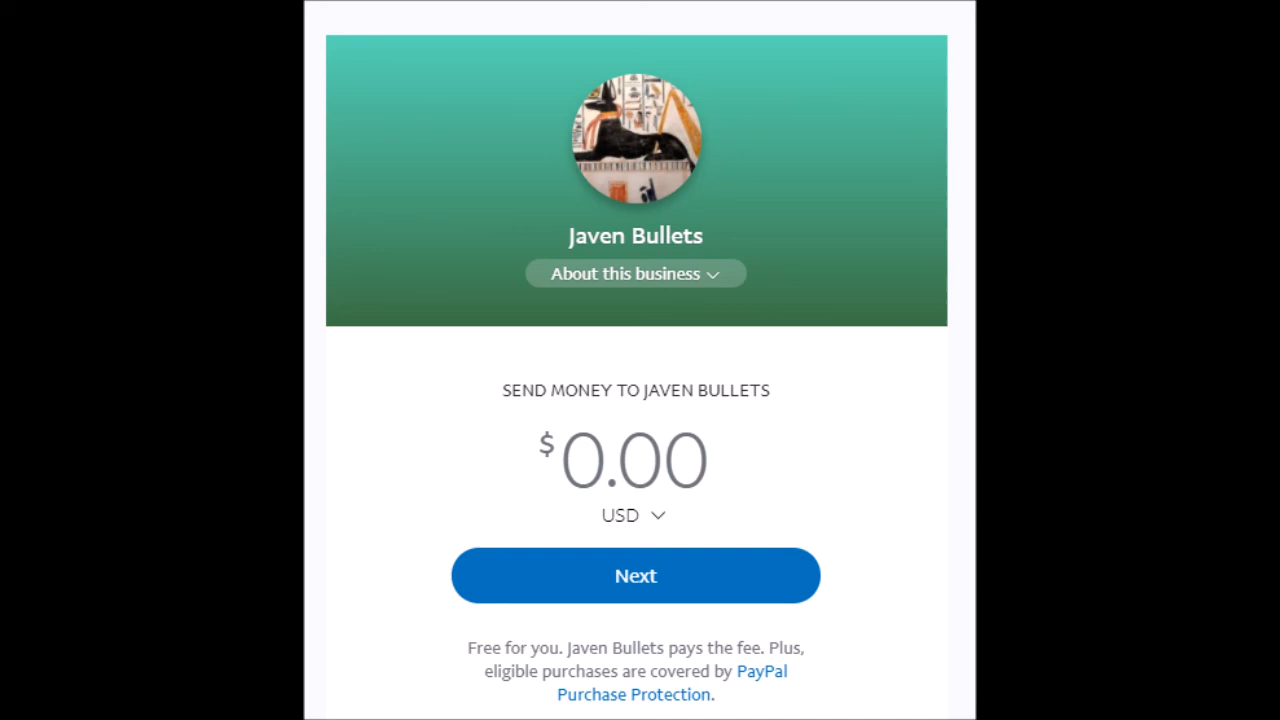 Javen Bullets
About this business
SEND MONEY TO JAVEN BULLETS
$0.00
USD
Next
Free for you. Javen Bullets pays the fee. Plus,
eligible purchases are covered by PayPal
Purchase Protection.